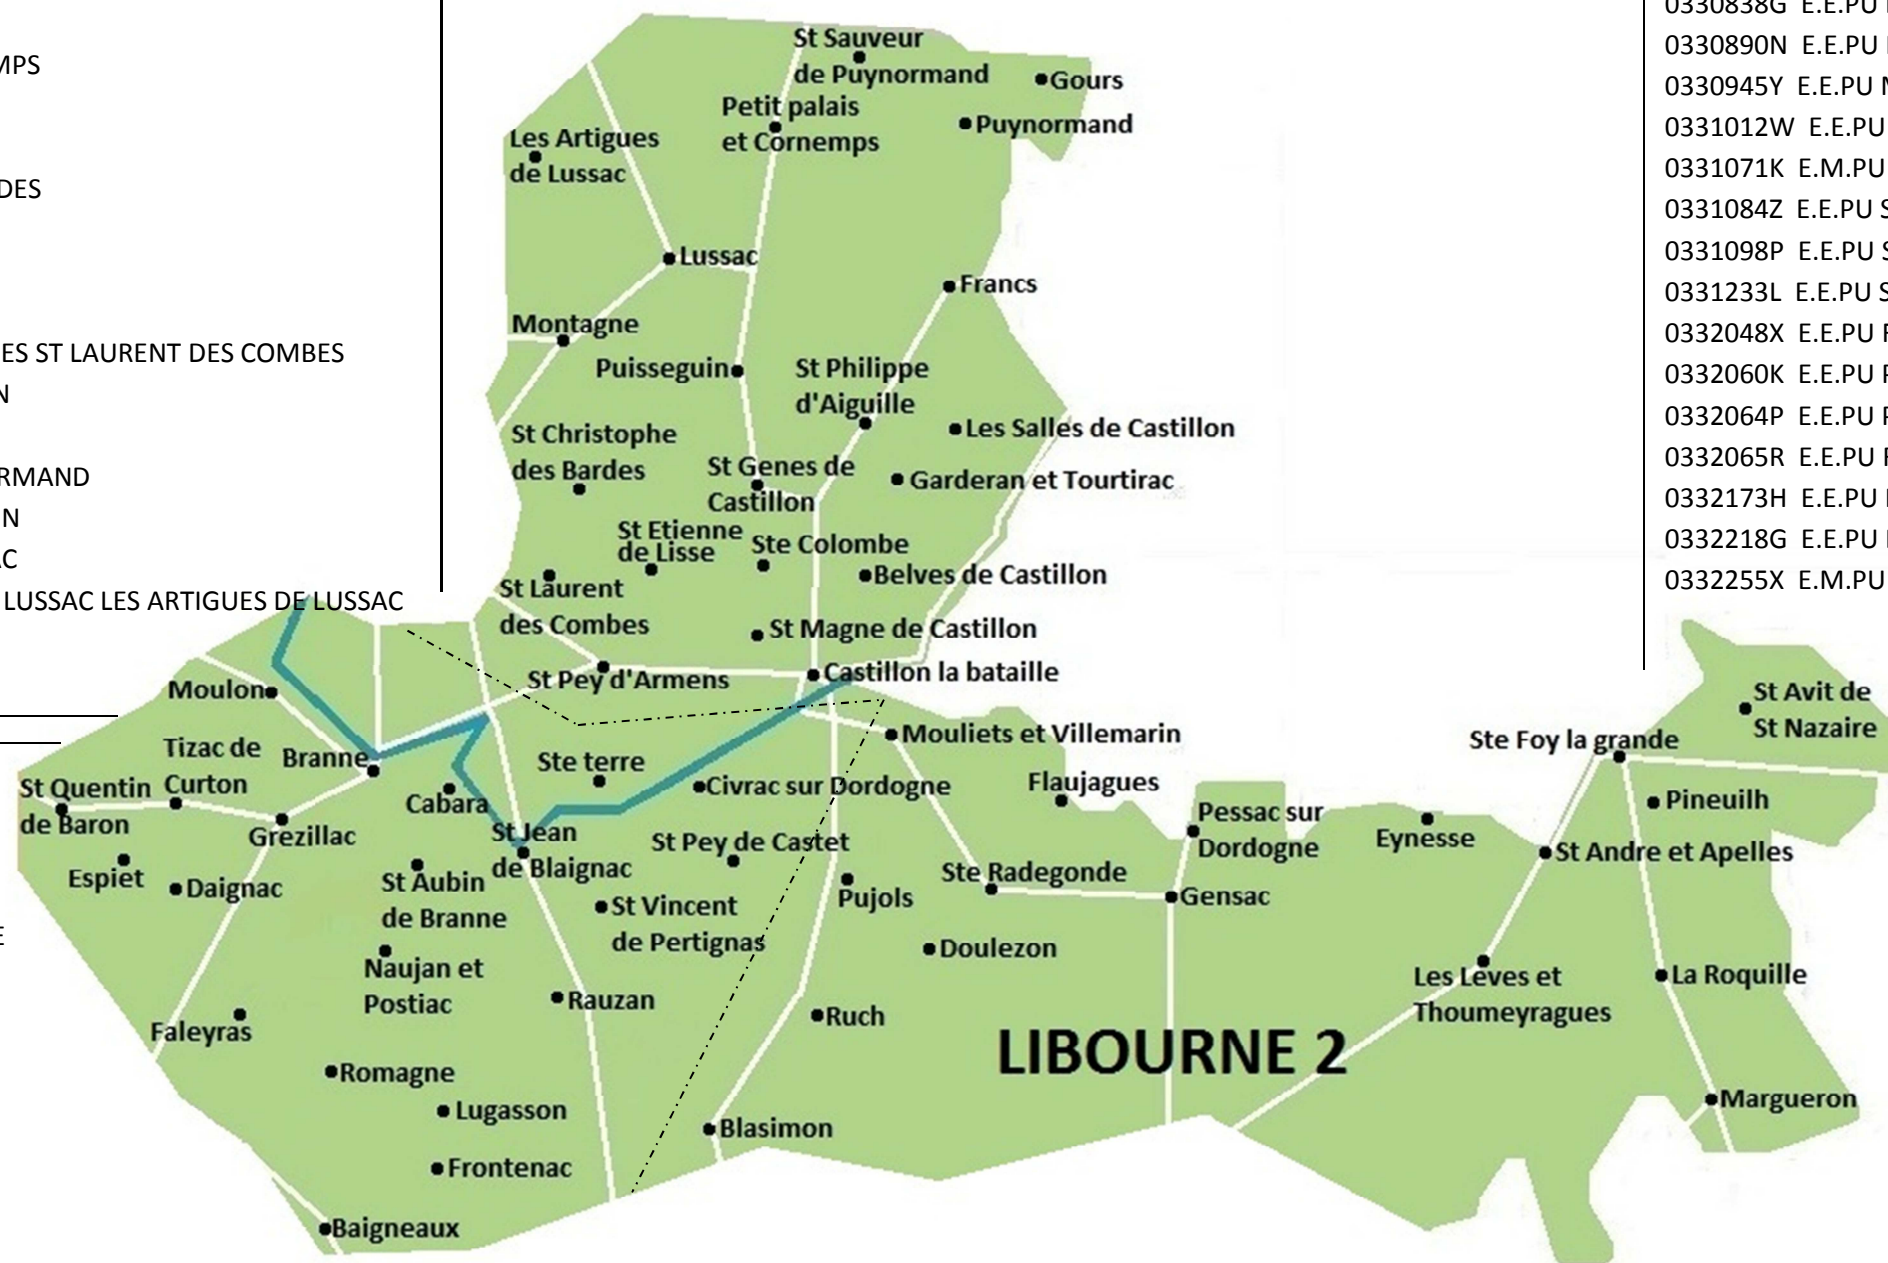 MPS
DES
ES ST LAURENT DES COMBES
N
RMAND
N
AC
LUSSAC LES ARTIGUES DE LUSSAC
E
0330838G E.E.PU
0330890N E.E.PU
0330945Y E.E.PU
0331012W E.E.PU
0331071K E.M.PU
0331084Z E.E.PU S
0331098P E.E.PU S
0331233L E.E.PU S
0332048X E.E.PU
0332060K E.E.PU
0332064P E.E.PU
0332065R E.E.PU
0332173H E.E.PU
0332218G E.E.PU
0332255X E.M.PU
St Sauveur
de Puynormand
Gours
Petit palais
et Cornemps
Puynormand
Les Artigues
de Lussac
Lussac
Francs
Montagne
Puisseguin
St Philippe
d'Aiguille
Les Salles de Castillon
St Christophe
des Bardes
St Genes de
Castillon
Garderan et Tourtirac
St Etienne
de Lisse
Ste Colombe
Belves de Castillon
St Laurent
des Combes
St Magne de Castillon
St Pey d'Armens
Castillon la bataille
Moulon
Mouliets et Villemarin
St Avit de
St Nazaire
Ste Foy la grande
Tizac de
Curton
Branne
Ste terre
Civrac sur Dordogne
Flaujagues
Pineuilh
St Quentin
de Baron
Cabara
Grezillac
St Jean
de Blaignac
St Pey de Castet
Pessac sur
Dordogne
Eynesse
St Andre et Apelles
Espiet
Daignac
St Aubin
de Branne
Ste Radegonde
Pujols
Gensac
St Vincent
de Pertignas
Doulezon
Naujan et
Postiac
Rauzan
Les Lèves et
Thoumeyragues
La Roquille
Faleyras
Ruch
LIBOURNE 2
Romagne
Lugasson
Margueron
Blasimon
Frontenac
Baigneaux